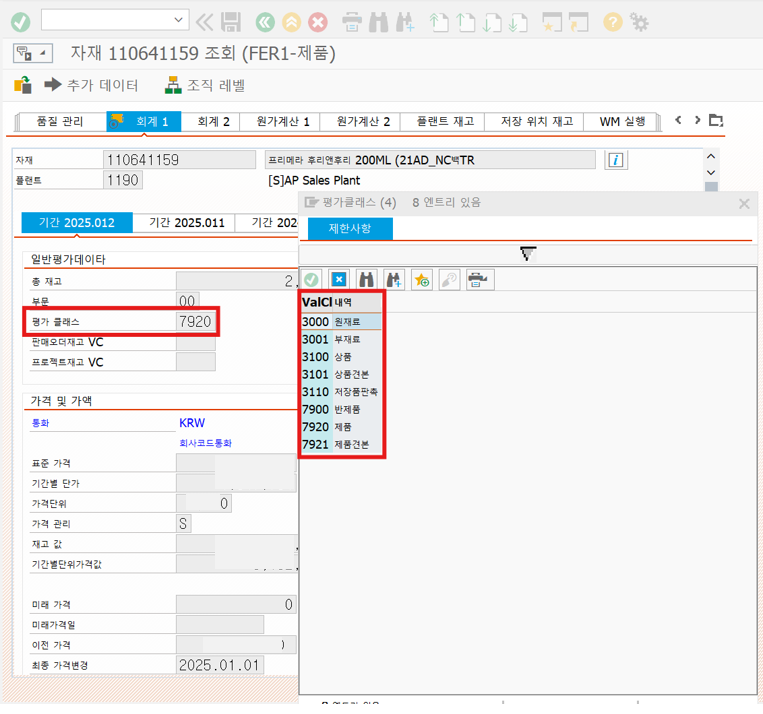 자재 110641159 조회 (FER1-제품)
추가 데이터 조직 레벨
품질 관리 회계 1 회계 2 원가계산 1 원가계산 2 플랜트 재고 저장 위치 재고 WM 실행
자재 110641159 프리메라 후리앤후리 200ML (21AD_NC백TR
플랜트 1190 [S]AP Sales Plant
기간 2025.012 기간 2025.011 기간
일반평가데이타
총 재고 2,
부문 00
평가 클래스 7920
판매오더재고 VC
프로젝트재고 VC
가격 및 가액
통화 KRW
회사코드통화
표준 가격
기간별 단가
가격단위 0
가격 관리 S
재고 값
기간별단위가격값
미래 가격 0
미래가격일
이전 가격 )
최종 가격변경 2025.01.01
평가클래스 (4) 8 엔트리 있음
제한사항
ValCl 내역
3000 원재료
3001 부재료
3100 상품
3101 상품견본
3110 저장품판촉
7900 반제품
7920 제품
7921 제품견본